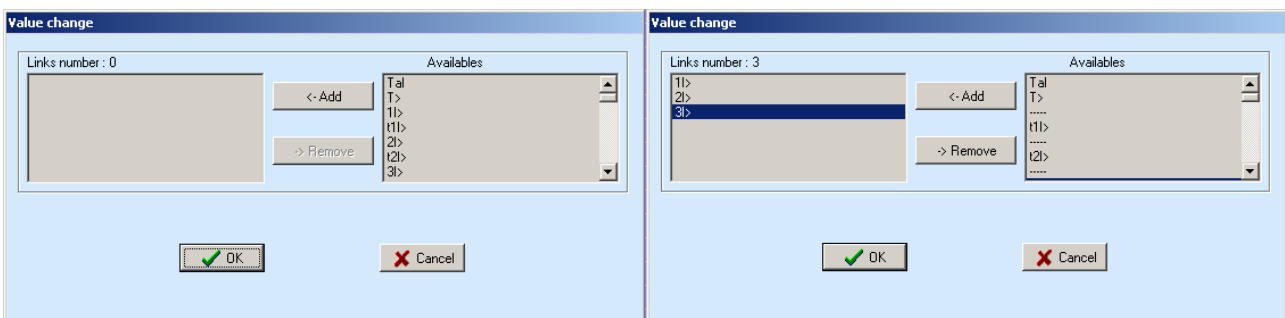 Value change
Links number : 0
Availables
<- Add
-> Remove
Tal
T>
1I>
t1I>
2I>
t2I>
3I>
OK
Cancel
Value change
Links number : 3
Availables
1I>
2I>
3I>
<- Add
-> Remove
Tal
T>
-----
t1I>
-----
t2I>
-----
OK
Cancel